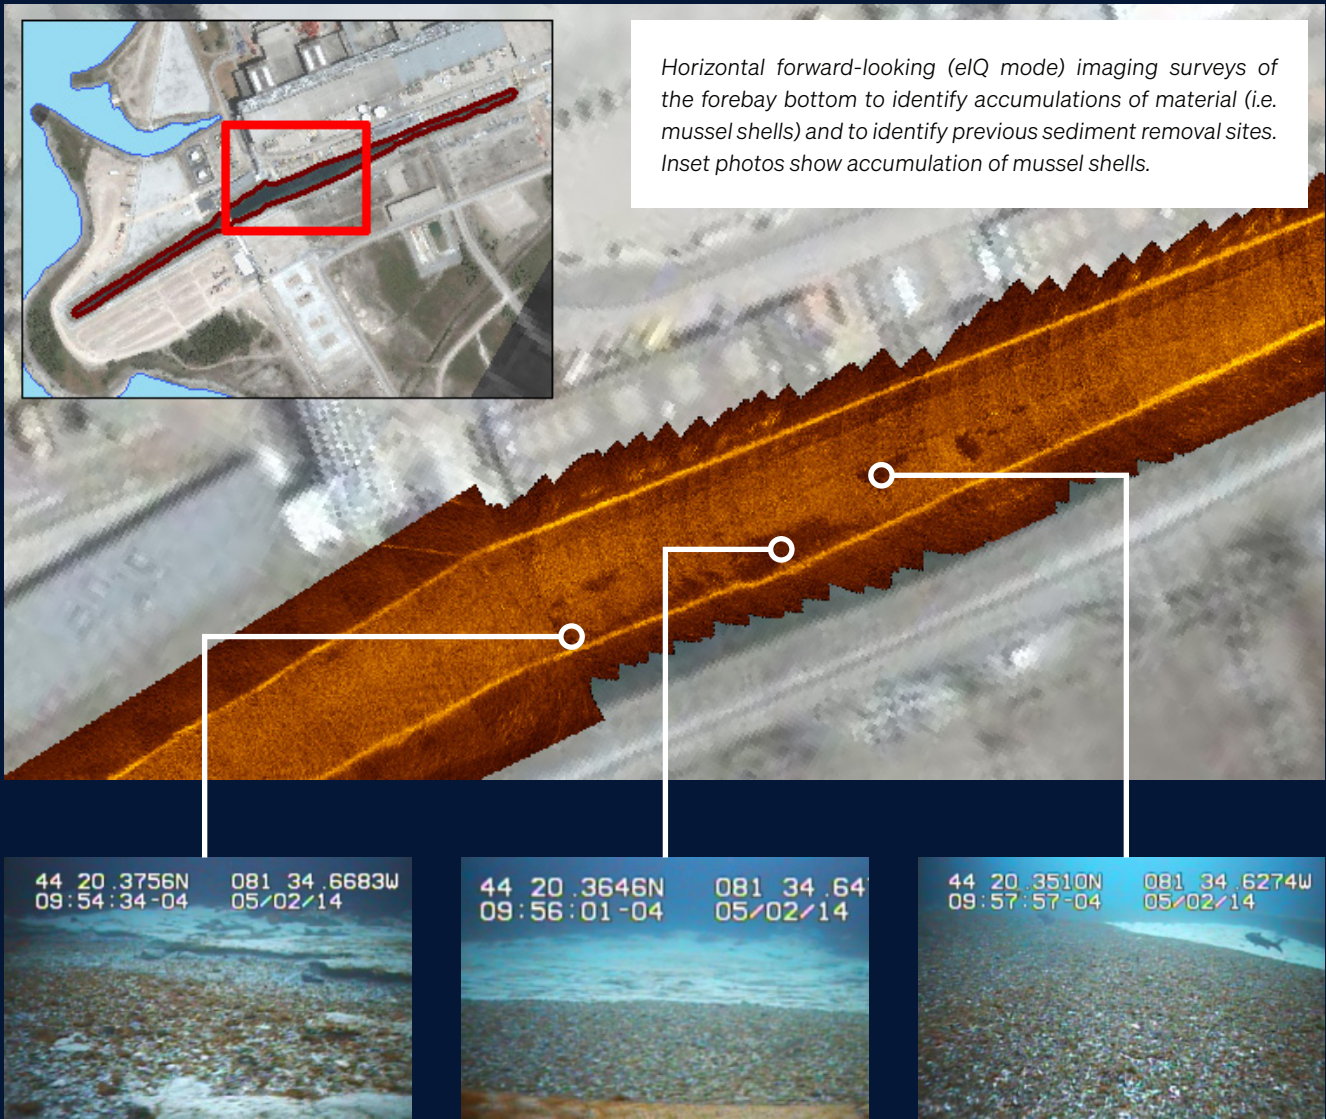 Horizontal forward-looking (eIQ mode) imaging surveys of
the forebay bottom to identify accumulations of material (i.e.
mussel shells) and to identify previous sediment removal sites.
Inset photos show accumulation of mussel shells.
44 20.3756N 081 34.6683W
09:54:34-04 05/02/14
44 20.3646N 081 34.64
09:56:01-04 05/02/14
44 20.3510N 081 34.6274W
09:57:57-04 05/02/14